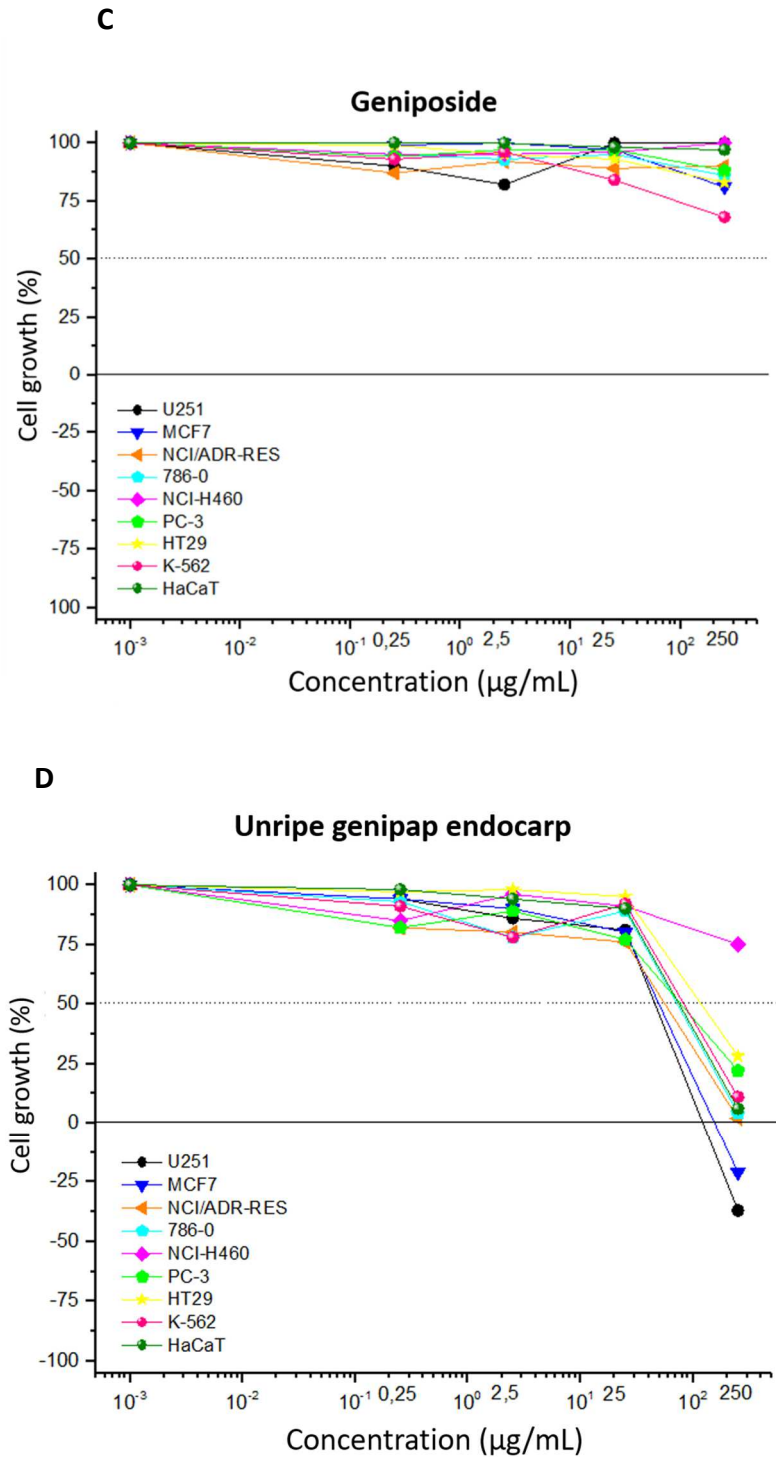 C
Geniposide
100
75
50
25
0
-25
-50
-75
100
Cell growth (%)
U251
MCF7
NCI/ADR-RES
786-0
NCI-H460
PC-3
HT29
K-562
HaCaT
10⁻³ 10⁻² 10⁻¹ 0,25 10⁰ 2,5 10¹ 25 10² 250
Concentration (µg/mL)
D
Unripe genipap endocarp
100
75
50
25
0
-25
-50
-75
-100
Cell growth (%)
U251
MCF7
NCI/ADR-RES
786-0
NCI-H460
PC-3
HT29
K-562
HaCaT
10⁻³ 10⁻² 10⁻¹ 0,25 10⁰ 2,5 10¹ 25 10² 250
Concentration (µg/mL)